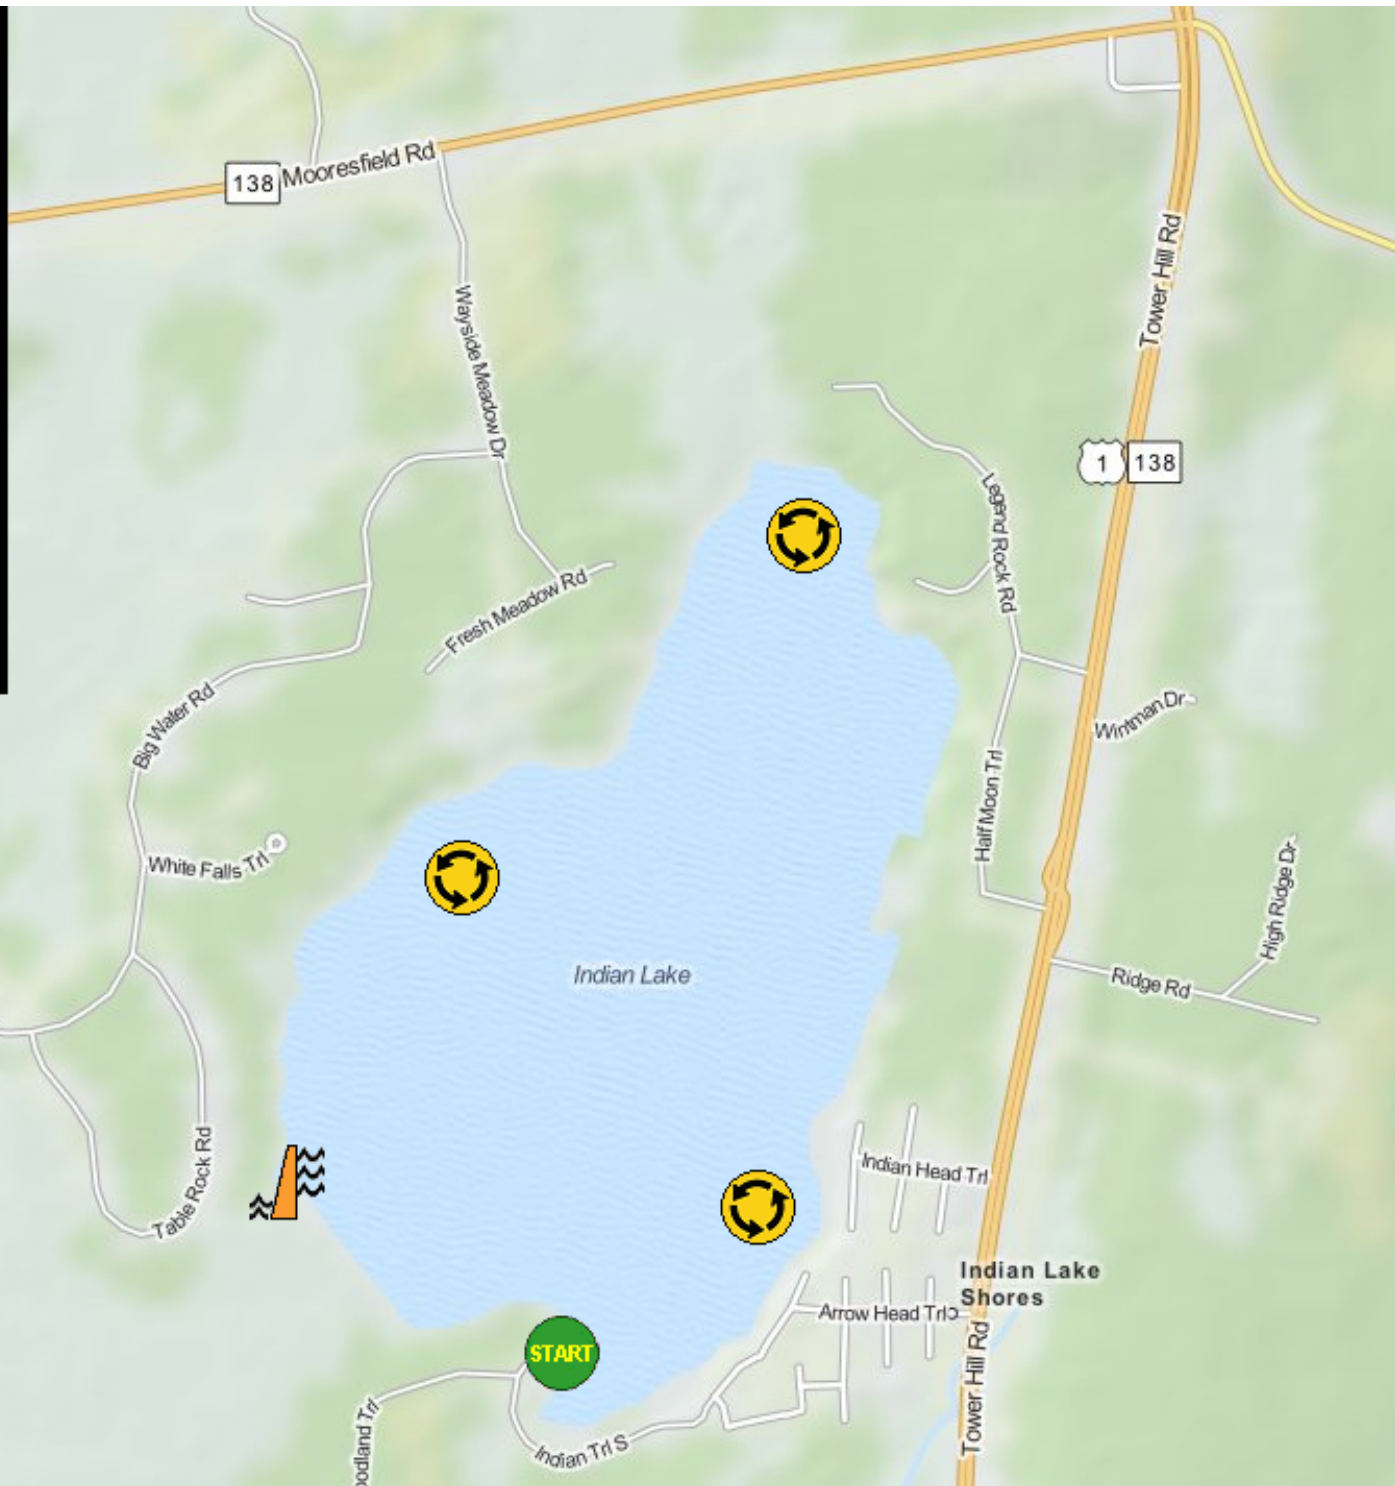 138
Mooresfield Rd
Tower Hill Rd
Wayside Meadow Dr
1
138
Legend Rock Rd
Fresh Meadow Rd
Big Water Rd
Wintman Dr
Half Moon Trl
White Falls Trl
High Ridge Dr
Indian Lake
Ridge Rd
Table Rock Rd
Indian Head Trl
Indian Lake
Shores
Arrow Head Trl
START
Tower Hill Rd
oodland Trl
Indian Trl S